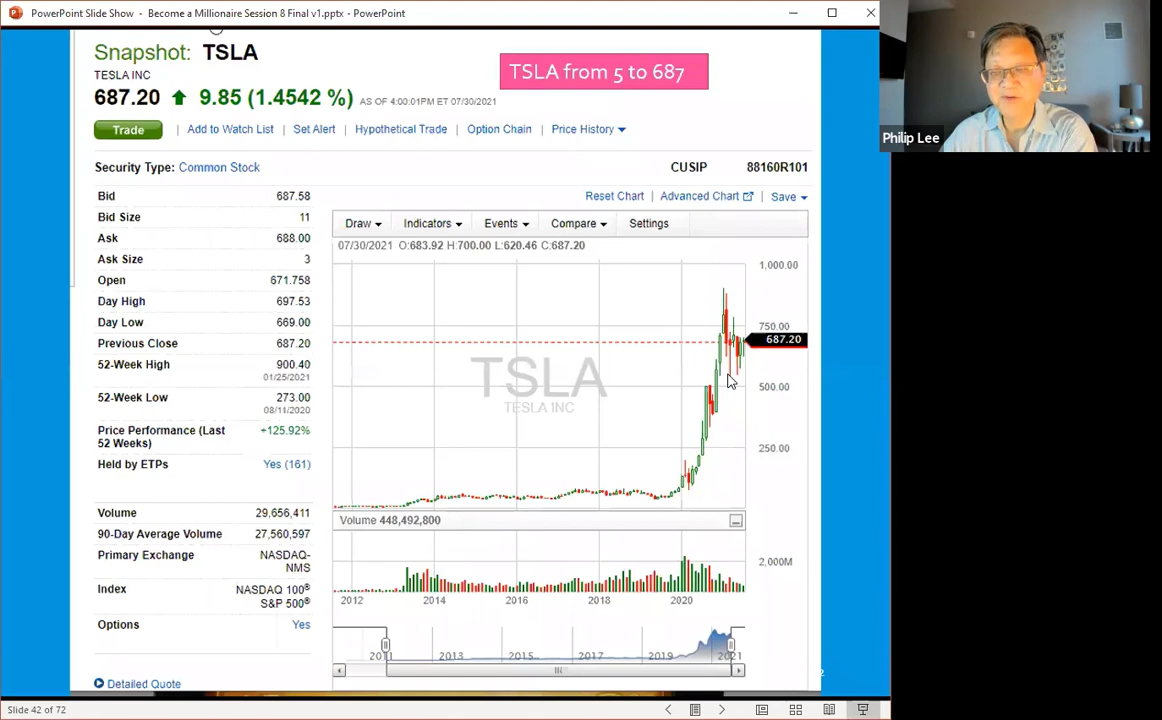 PowerPoint Slide Show - Become a Millionaire Session 8 Final v1.pptx - PowerPoint
Snapshot: TSLA
TESLA INC
687.20 9.85 (1.4542 %) AS OF 4:00:01PM ET 07/30/2021
TSLA from 5 to 687
Philip Lee
Trade Add to Watch List Set Alert Hypothetical Trade Option Chain Price History
Security Type: Common Stock CUSIP 88160R101
Bid 687.58
Bid Size 11
Ask 688.00
Ask Size 3
Open 671.758
Day High 697.53
Day Low 669.00
Previous Close 687.20
52-Week High 900.40
01/25/2021
52-Week Low 273.00
08/11/2020
Price Performance (Last
52 Weeks) +125.92%
Held by ETPs Yes (161)
Volume 29,656,411
90-Day Average Volume 27,560,597
Primary Exchange NASDAQ-
NMS
Index NASDAQ 100®
S&P 500®
Options Yes
Detailed Quote
Reset Chart Advanced Chart Save
Draw Indicators Events Compare Settings
07/30/2021 O:683.92 H:700.00 L:620.46 C:687.20
1,000.00
750.00
687.20
500.00
250.00
TSLA
TESLA INC
Volume 448,492,800
2,000M
2012 2014 2016 2018 2020
2011 2013 2015 2017 2019 2021
Slide 42 of 72